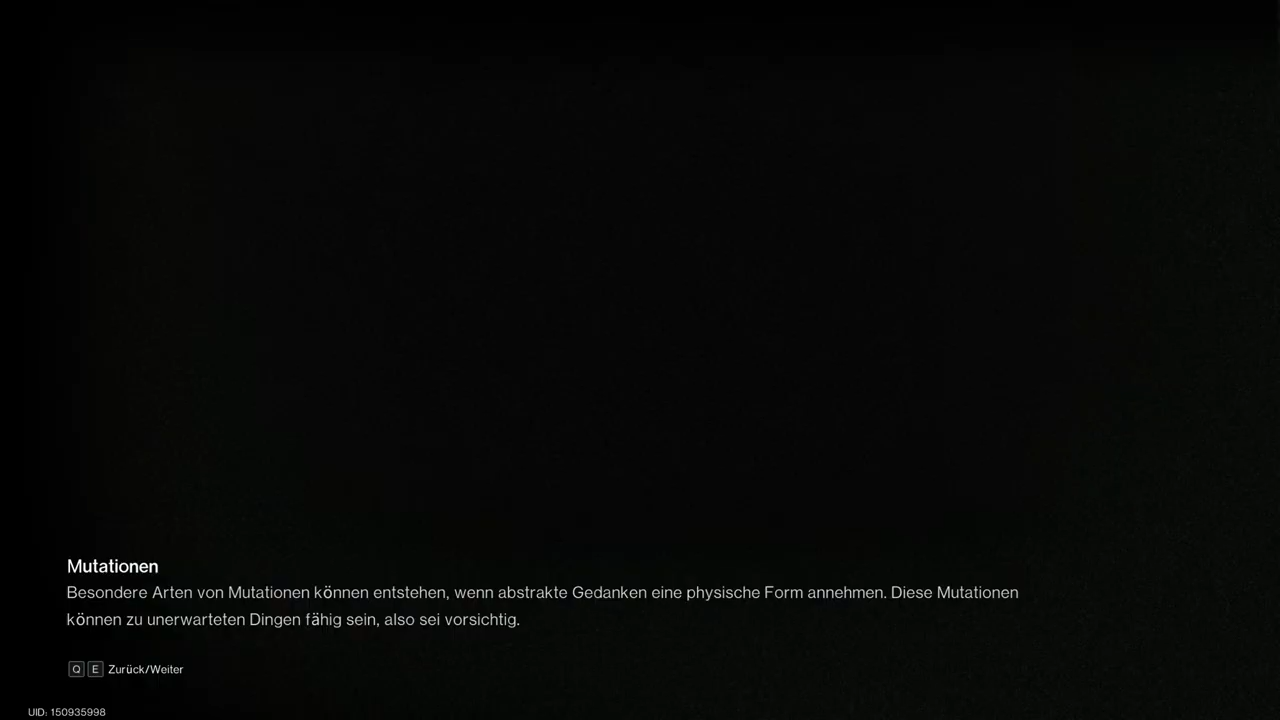 Mutationen
Besondere Arten von Mutationen können entstehen, wenn abstrakte Gedanken eine physische Form annehmen. Diese Mutationen
können zu unerwarteten Dingen fähig sein, also sei vorsichtig.
Q E Zurück/Weiter
UID: 150935998